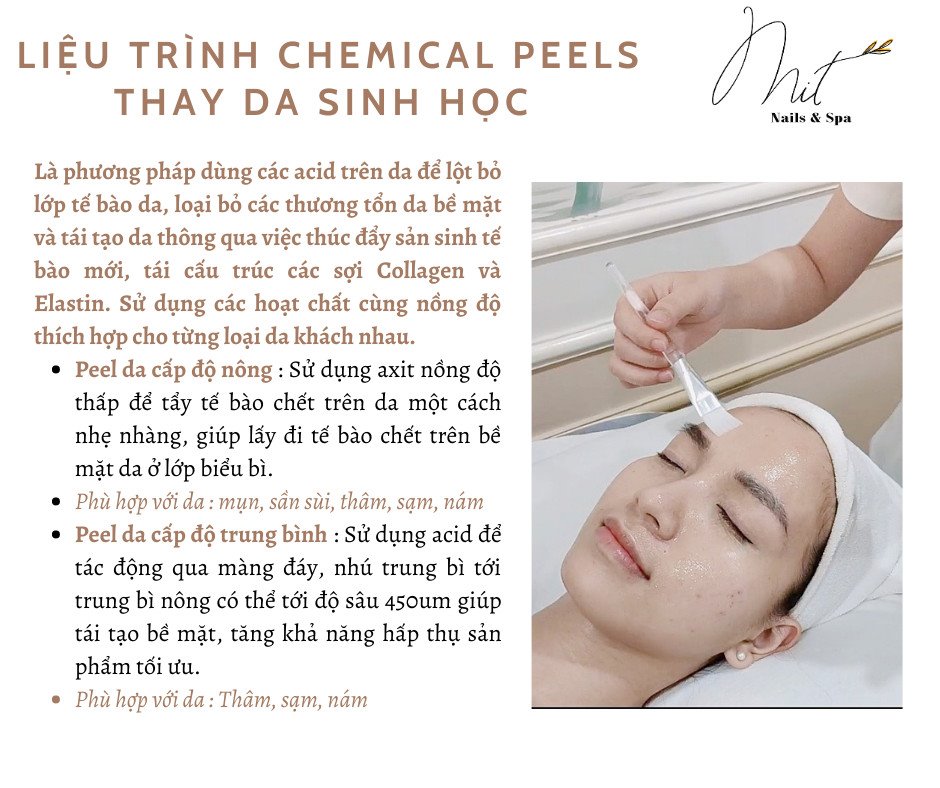 LIỆU TRÌNH CHEMICAL PEELS
THAY DA SINH HỌC
Mit
Nails & Spa
Là phương pháp dùng các acid trên da để lột bỏ
lớp tế bào da, loại bỏ các thương tổn da bề mặt
và tái tạo da thông qua việc thúc đẩy sản sinh tế
bào mới, tái cấu trúc các sợi Collagen và
Elastin. Sử dụng các hoạt chất cùng nồng độ
thích hợp cho từng loại da khách nhau.
• Peel da cấp độ nông : Sử dụng axit nồng độ
thấp để tẩy tế bào chết trên da một cách
nhẹ nhàng, giúp lấy đi tế bào chết trên bề
mặt da ở lớp biểu bì.
• Phù hợp với da : mụn, sần sùi, thâm, sạm, nám
• Peel da cấp độ trung bình : Sử dụng acid để
tác động qua màng đáy, nhú trung bì tới
trung bì nông có thể tới độ sâu 450um giúp
tái tạo bề mặt, tăng khả năng hấp thụ sản
phẩm tối ưu.
• Phù hợp với da : Thâm, sạm, nám